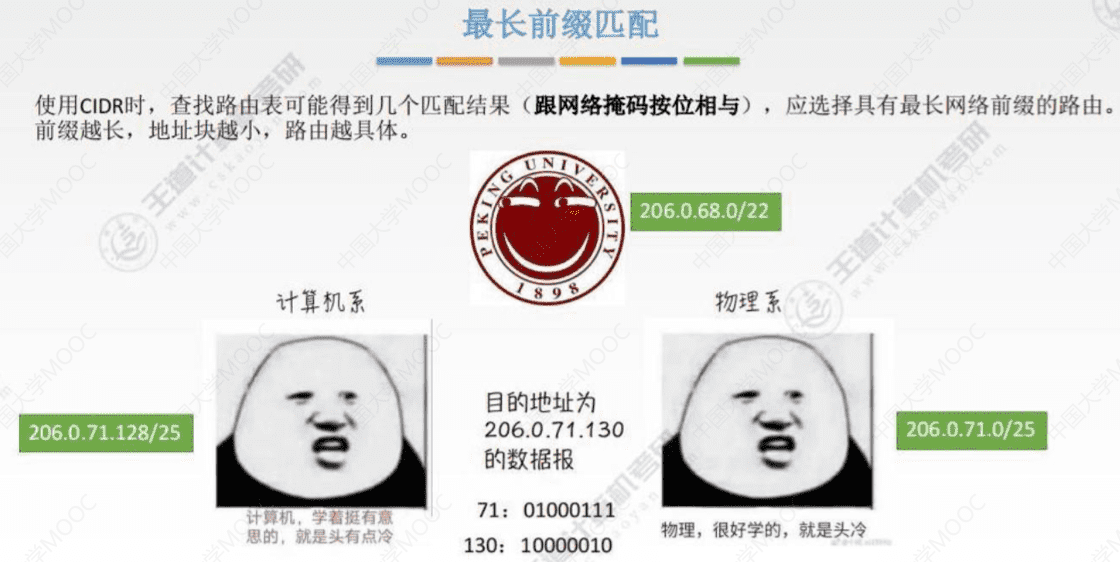 最长前缀匹配
使用CIDR时，查找路由表可能得到几个匹配结果（跟网络掩码按位相与），应选择具有最长网络前缀的路由。
前缀越长，地址块越小，路由越具体。
PEKING UNIVERSITY
1898
206.0.68.0/22
计算机系
物理系
206.0.71.128/25
目的地址为
206.0.71.130
的数据报
206.0.71.0/25
71：01000111
130：10000010
计算机，学着挺有意
思的，就是头有点冷
物理，很好学的，就是头冷
王道计算机考研
www.cskaoyan.com
中国大学MOOC